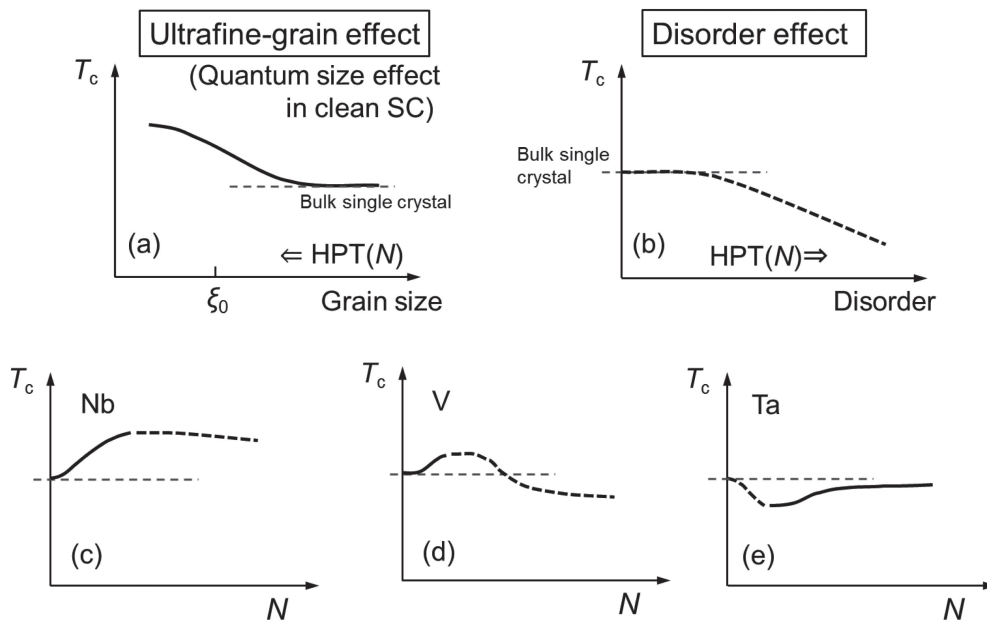 Ultrafine-grain effect
Tc
(Quantum size effect
in clean SC)
Bulk single crystal
(a)
⇐ HPT(N)
ξ0
Grain size
Disorder effect
Tc
Bulk single
crystal
(b)
HPT(N)⇒
Disorder
Tc
Nb
(c)
N
Tc
V
(d)
N
Tc
Ta
(e)
N